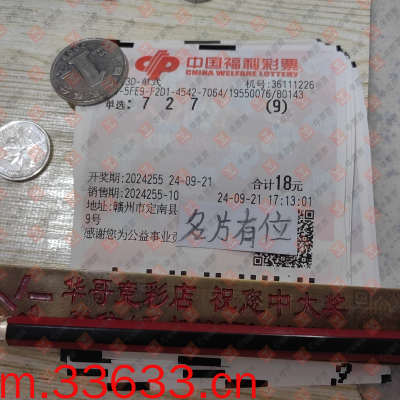 中国福利彩票
CHINA WELFARE LOTTERY
3D-单式 机号:36111226
-5FE9-F2D1-4542-7064/19550076/80143
单选: 7 2 7 (9)
开奖期:2024255 24-09-21 合计18元
销售期:2024255-10 24-09-21 17:13:01
地址:赣州市定南县
9号
感谢您为公益事业
名片有位
华哥竞彩店 祝您中大奖
m.33633.cn